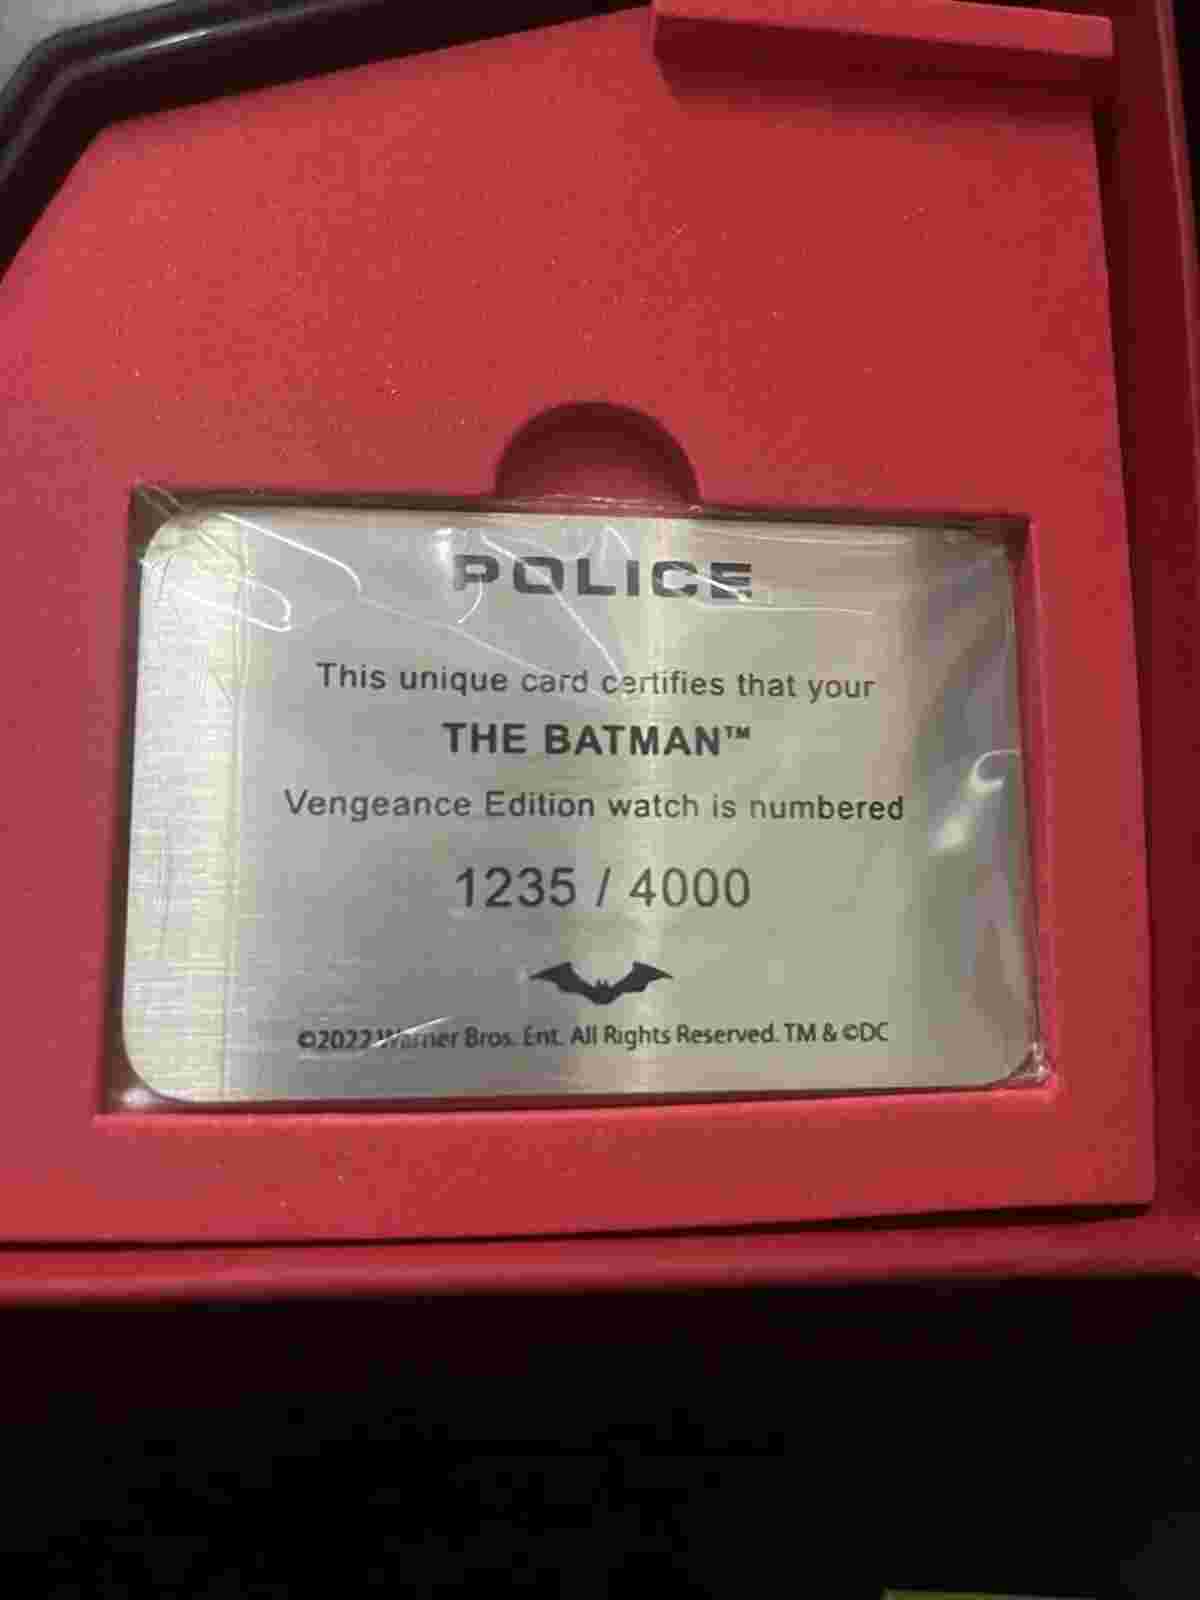 POLICE
This unique card certifies that your
THE BATMAN™
Vengeance Edition watch is numbered
1235 / 4000
©2022 Warner Bros. Ent. All Rights Reserved. TM & ©DC